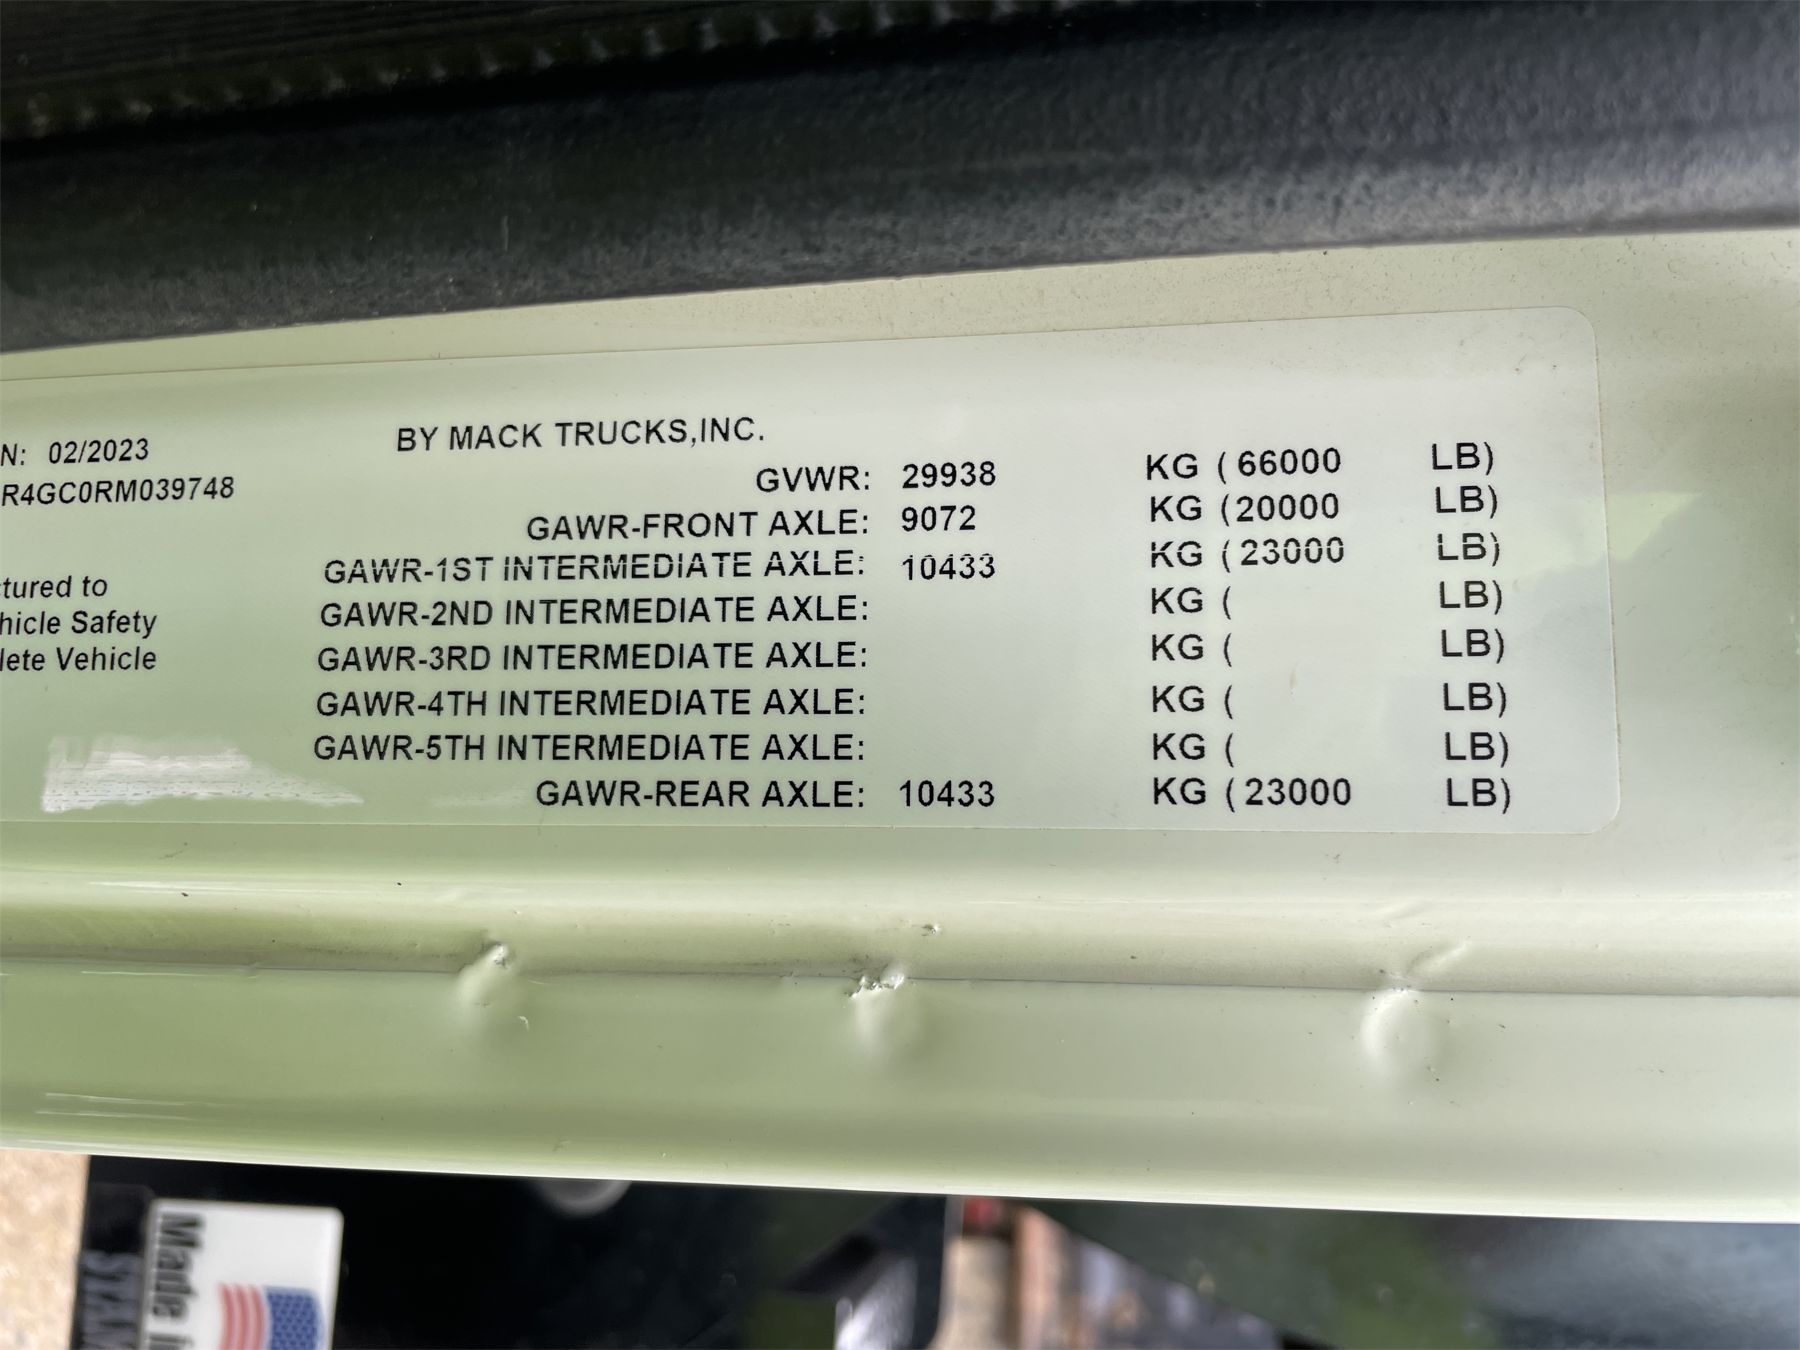 BY MACK TRUCKS,INC.
N: 02/2023
R4GC0RM039748
tured to
hicle Safety
lete Vehicle
GVWR: 29938 KG (66000 LB)
GAWR-FRONT AXLE: 9072 KG (20000 LB)
GAWR-1ST INTERMEDIATE AXLE: 10433 KG (23000 LB)
GAWR-2ND INTERMEDIATE AXLE: KG ( LB)
GAWR-3RD INTERMEDIATE AXLE: KG ( LB)
GAWR-4TH INTERMEDIATE AXLE: KG ( LB)
GAWR-5TH INTERMEDIATE AXLE: KG ( LB)
GAWR-REAR AXLE: 10433 KG (23000 LB)
Made i